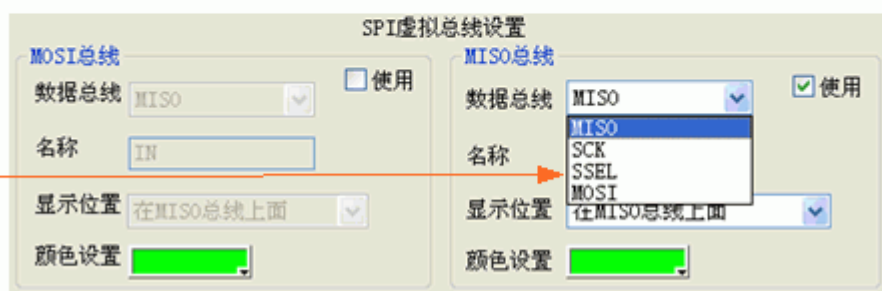 SPI虚拟总线设置
MOSI总线
数据总线 MISO 使用
名称 IN
显示位置 在MISO总线上面
颜色设置
MISO总线
数据总线 MISO 使用
MISO
SCK
SSEL
MOSI
名称
显示位置 在MISO总线上面
颜色设置